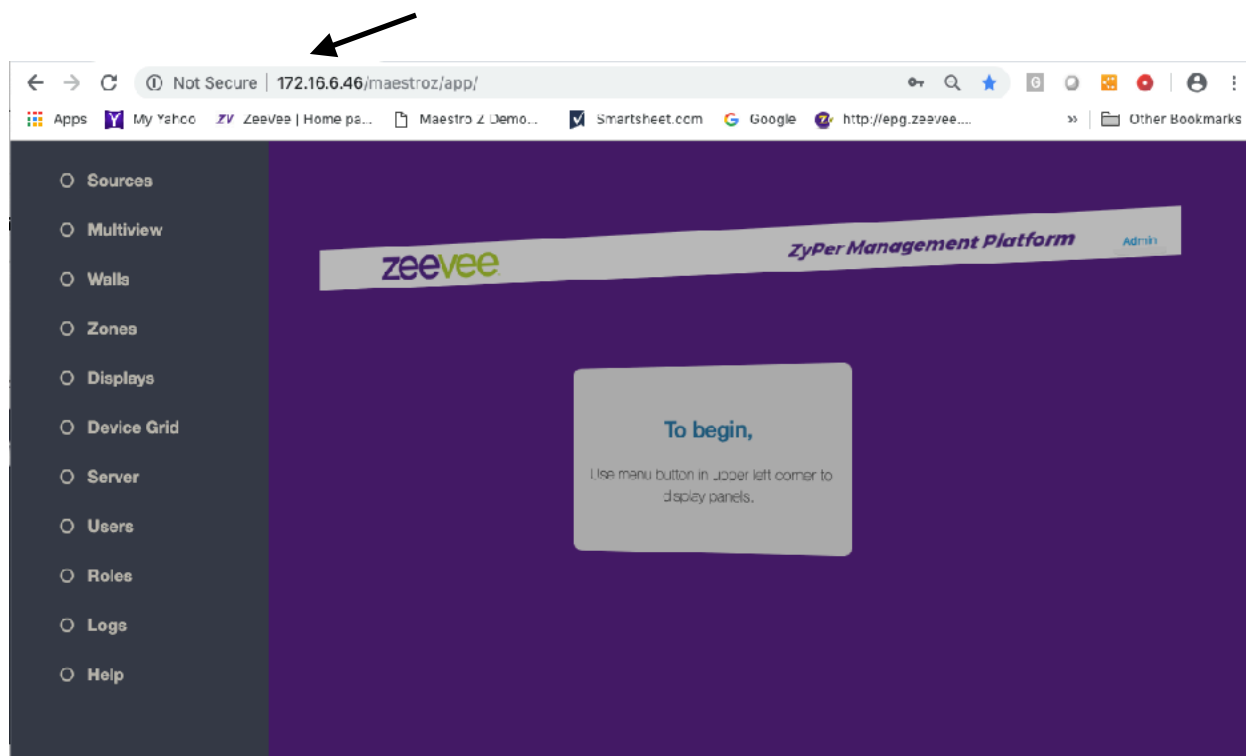 Not Secure | 172.16.6.46/maestroz/app/
Apps My Yahoo ZV ZeeVee | Home pa... Maestro Z Demo... Smartsheet.com G Google http://epg.zeevee.... » Other Bookmarks
Sources
Multiview
Walls
Zones
Displays
Device Grid
Server
Users
Roles
Logs
Help
zeevee
ZyPer Management Platform
Admin
To begin,
Use menu button in upper left corner to
display panels.